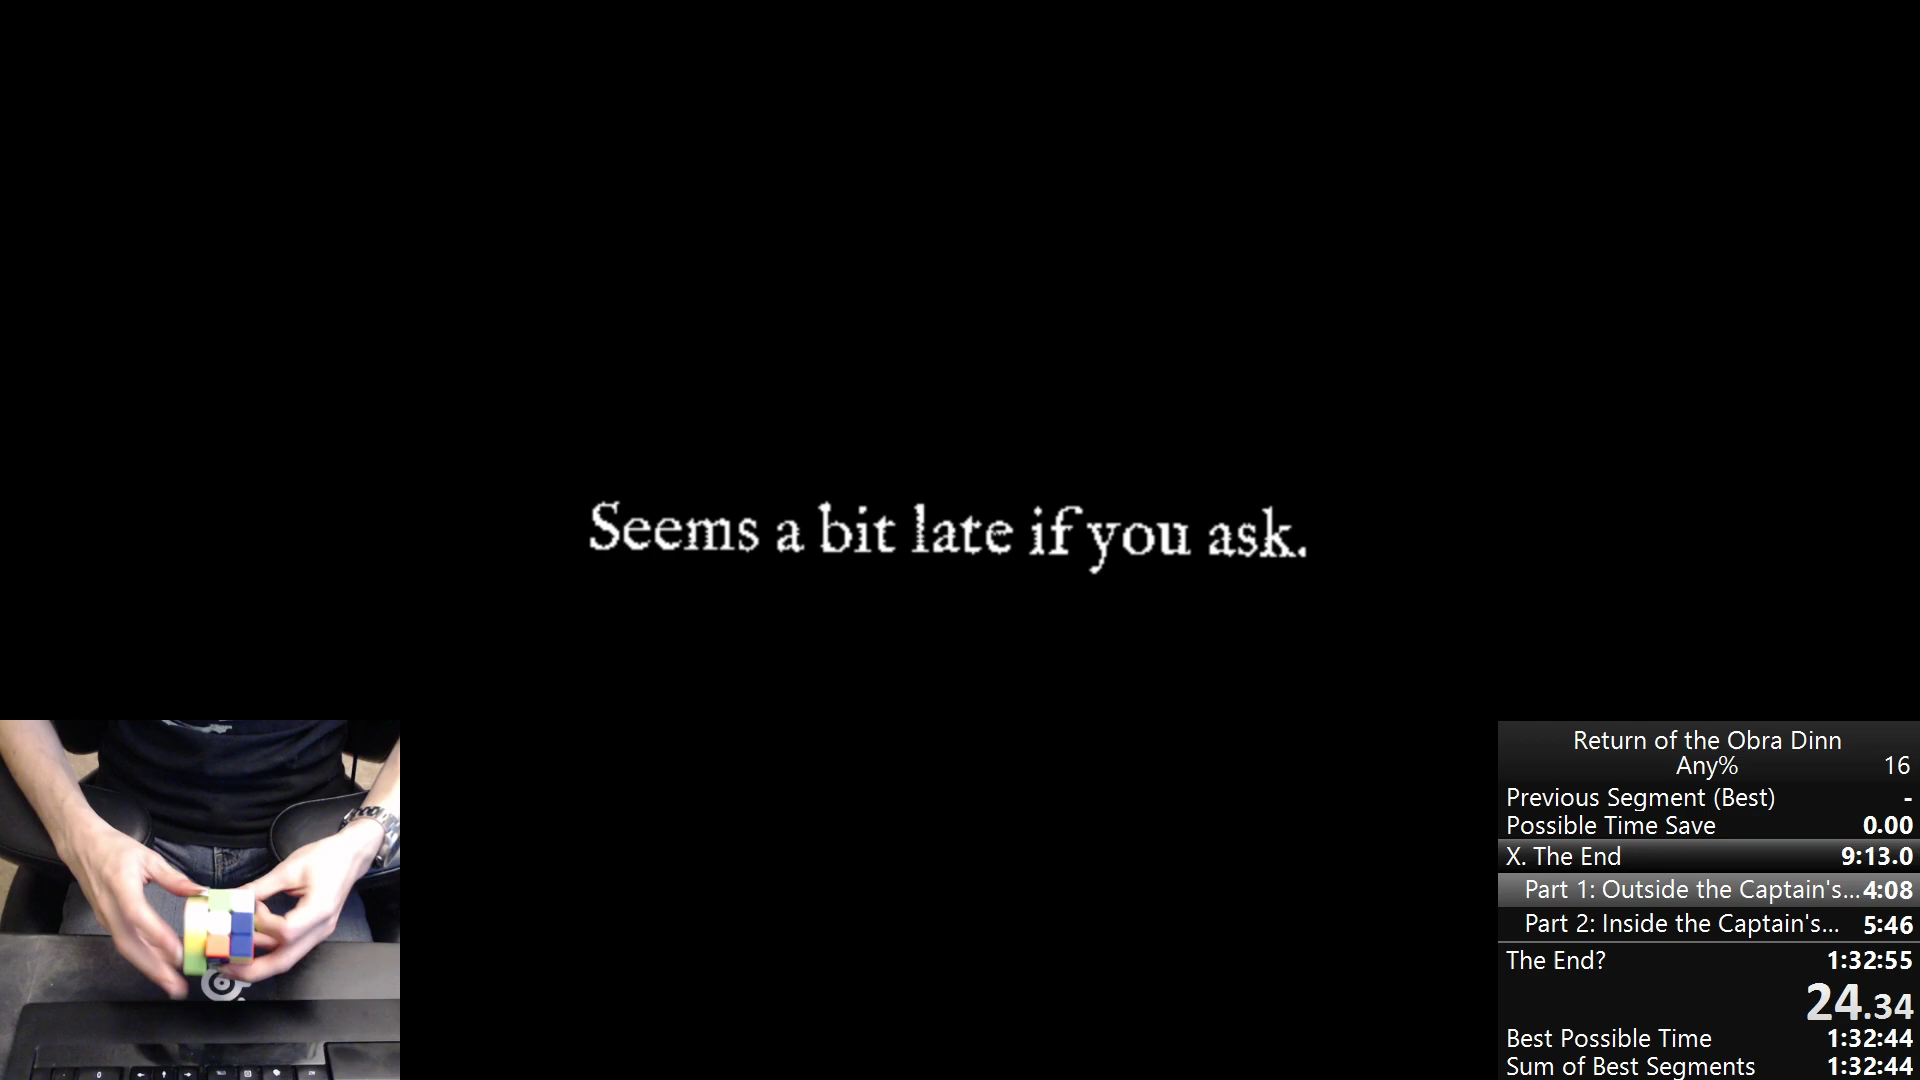 Seems a bit late if you ask.
Return of the Obra Dinn
Any% 16
Previous Segment (Best) -
Possible Time Save 0.00
X. The End 9:13.0
Part 1: Outside the Captain's... 4:08
Part 2: Inside the Captain's... 5:46
The End? 1:32:55
24.34
Best Possible Time 1:32:44
Sum of Best Segments 1:32:44